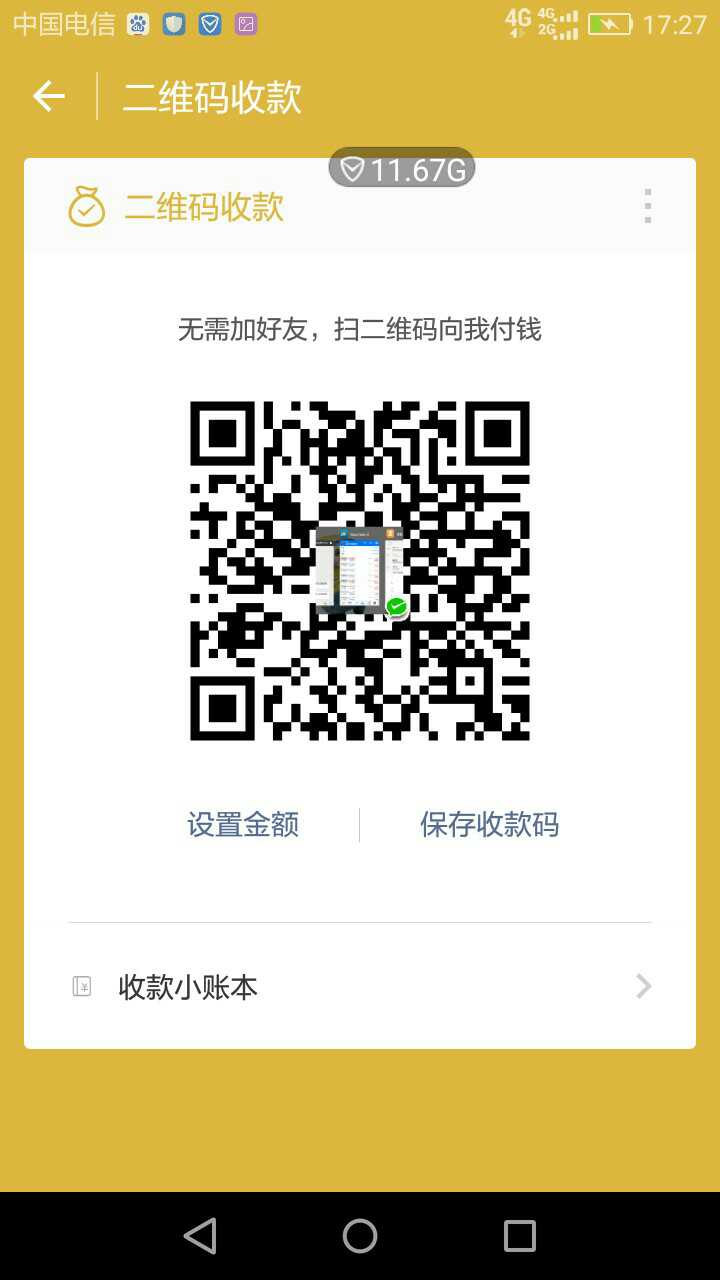 中国电信 4G 4G 2G 17:27
二维码收款
11.67G
二维码收款
无需加好友，扫二维码向我付钱
设置金额 保存收款码
收款小账本